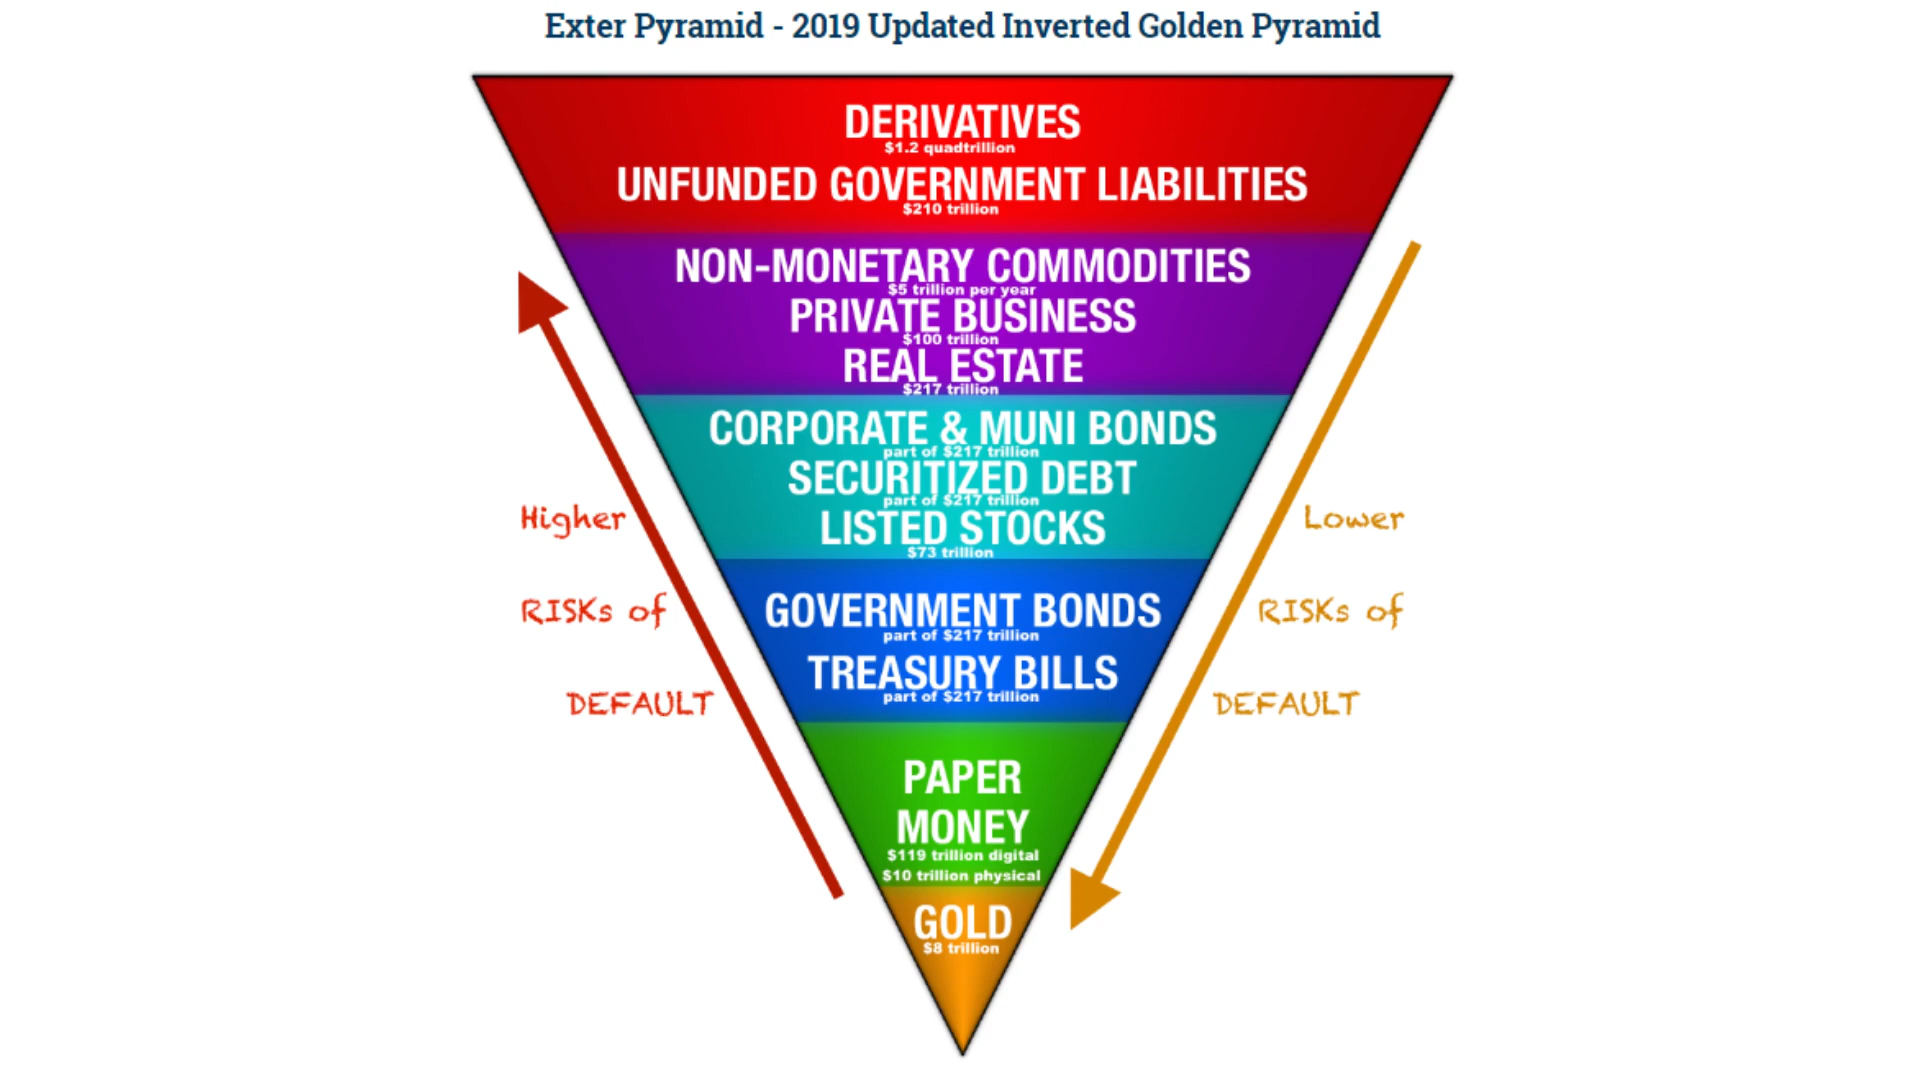 Exter Pyramid - 2019 Updated Inverted Golden Pyramid
DERIVATIVES
$1.2 quadtrillion
UNFUNDED GOVERNMENT LIABILITIES
$210 trillion
NON-MONETARY COMMODITIES
$5 trillion per year
PRIVATE BUSINESS
$100 trillion
REAL ESTATE
$217 trillion
CORPORATE & MUNI BONDS
part of $217 trillion
SECURITIZED DEBT
part of $217 trillion
LISTED STOCKS
$73 trillion
GOVERNMENT BONDS
part of $217 trillion
TREASURY BILLS
part of $217 trillion
PAPER
MONEY
$119 trillion digital
$10 trillion physical
GOLD
$8 trillion
Higher
RISKs of
DEFAULT
Lower
RISKs of
DEFAULT